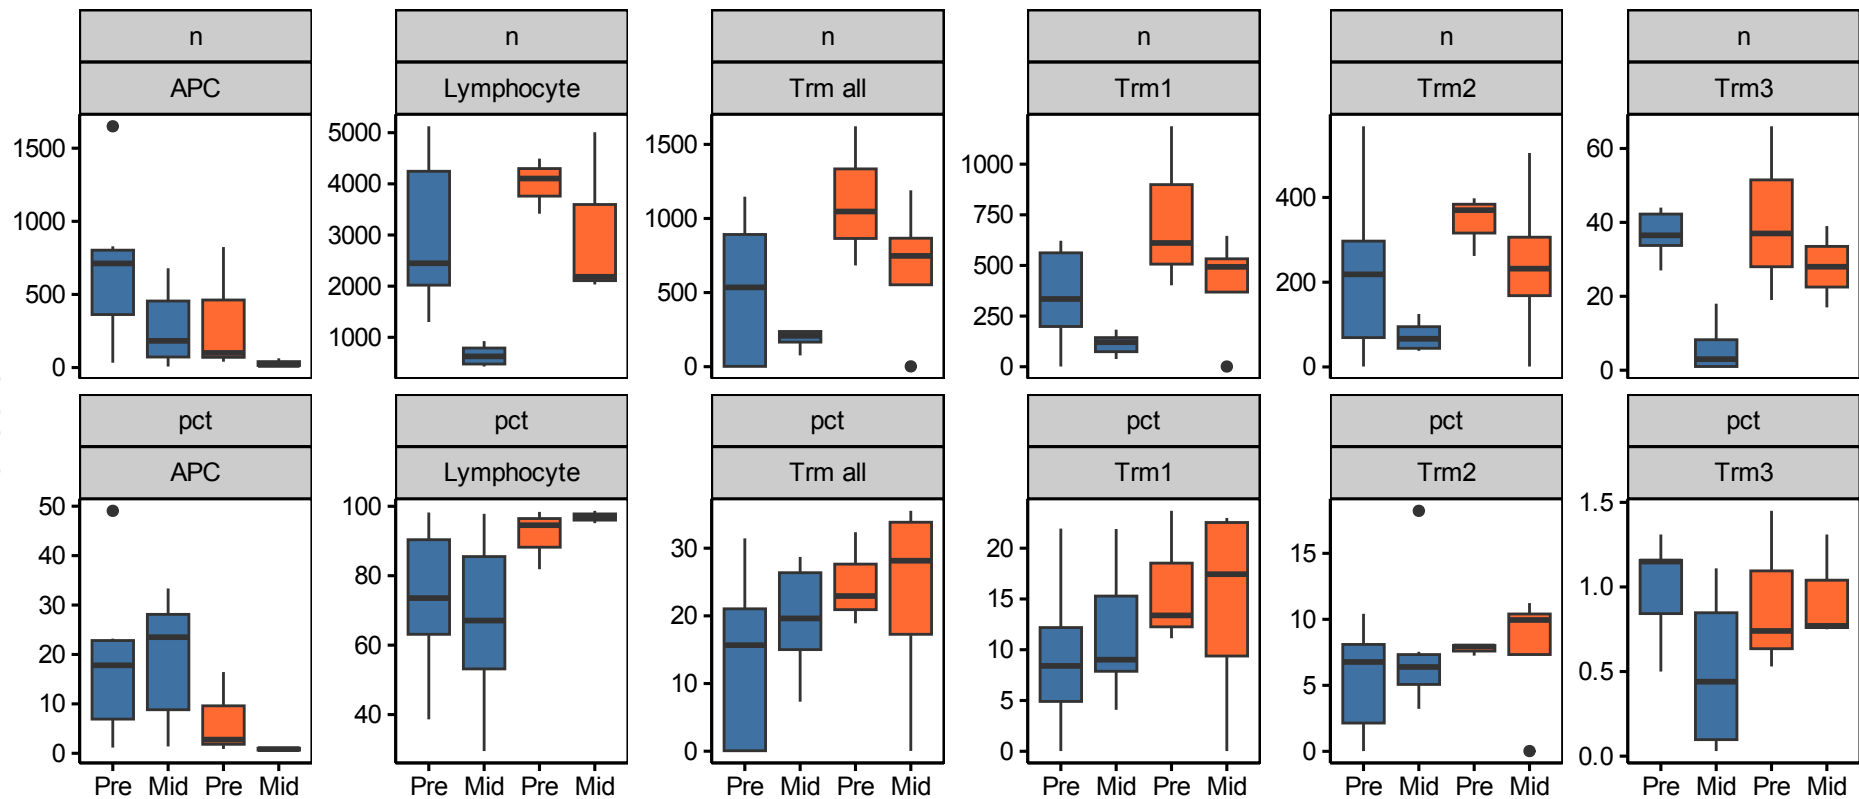 n n n n n n
APC Lymphocyte Trm all Trm1 Trm2 Trm3
1500 1000 500 0
5000 4000 3000 2000 1000
1500 1000 500 0
1000 750 500 250 0
400 200 0
60 40 20 0
pct pct pct pct pct pct
APC Lymphocyte Trm all Trm1 Trm2 Trm3
50 40 30 20 10 0
100 80 60 40
30 20 10 0
20 15 10 5 0
15 10 5 0
1.5 1.0 0.5 0.0
Pre Mid Pre Mid Pre Mid Pre Mid Pre Mid Pre Mid Pre Mid Pre Mid Pre Mid Pre Mid Pre Mid Pre Mid